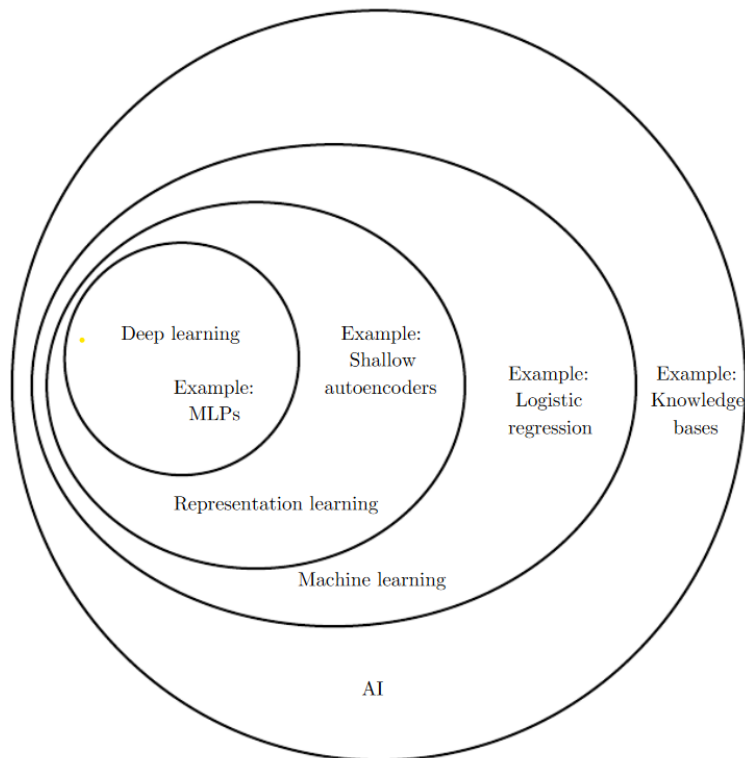 Deep learning
Example:
MLPs
Example:
Shallow
autoencoders
Example:
Logistic
regression
Example:
Knowledge
bases
Representation learning
Machine learning
AI